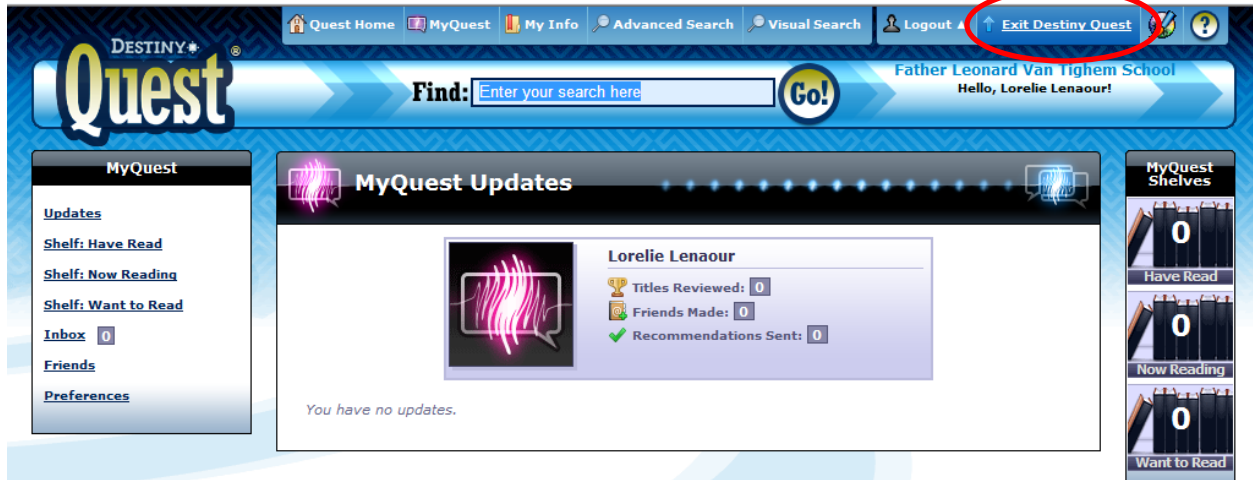 Quest Home MyQuest My Info Advanced Search Visual Search Logout Exit Destiny Quest ?
DESTINY
Quest ®
Find: Enter your search here Go!
Father Leonard Van Tighem School
Hello, Lorelie Lenaour!
MyQuest
Updates
Shelf: Have Read
Shelf: Now Reading
Shelf: Want to Read
Inbox 0
Friends
Preferences
MyQuest Updates
Lorelie Lenaour
Titles Reviewed: 0
Friends Made: 0
Recommendations Sent: 0
You have no updates.
MyQuest
Shelves
0
Have Read
0
Now Reading
0
Want to Read